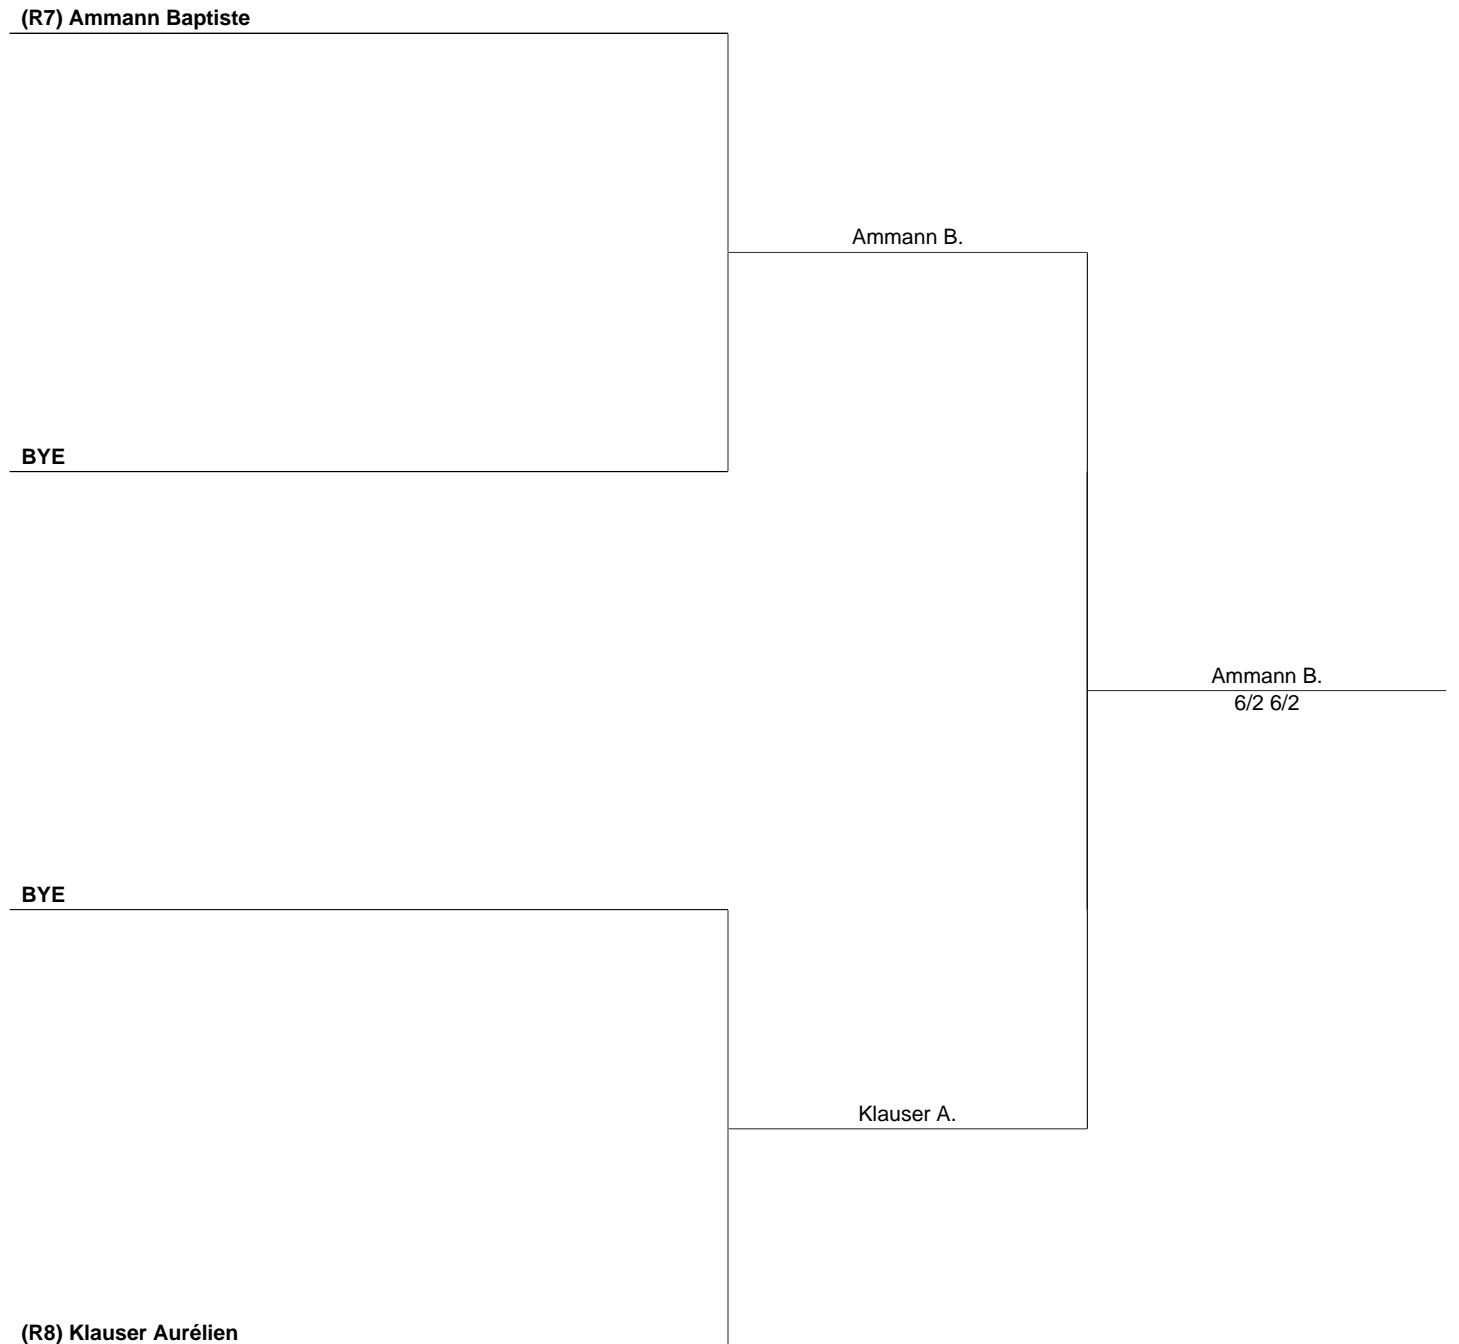 (R7) Ammann Baptiste
Ammann B.
BYE
Ammann B.
6/2 6/2
BYE
Klauser A.
(R8) Klauser Aurélien